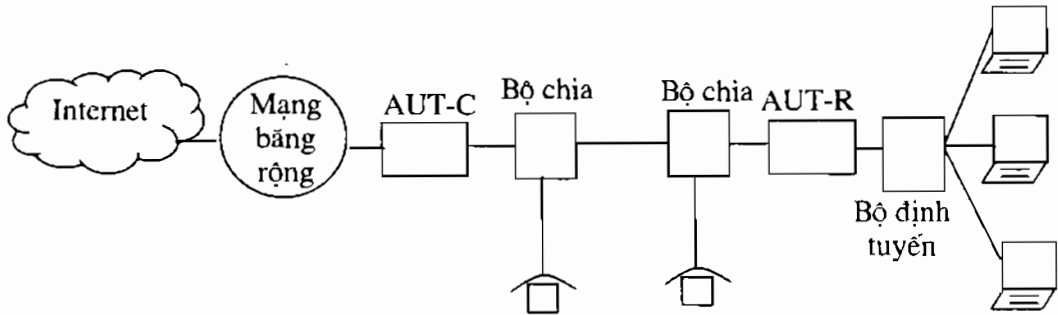 Internet
Mạng
băng
rộng
AUT-C
Bộ chia
Bộ chia
AUT-R
Bộ định
tuyến